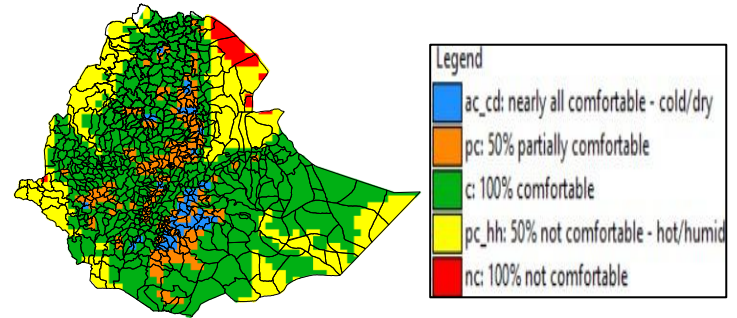 Legend
ac_cd: nearly all comfortable - cold/dry
pc: 50% partially comfortable
c: 100% comfortable
pc_hh: 50% not comfortable - hot/humid
nc: 100% not comfortable